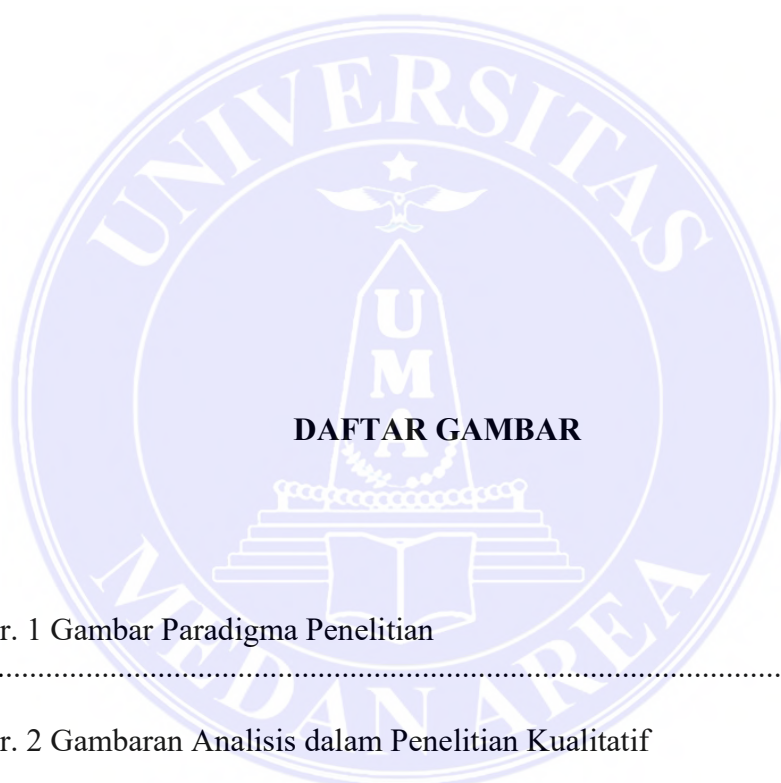 UNIVERSITAS
U
M
A
DAFTAR GAMBAR
r. 1 Gambar Paradigma Penelitian
................................................................................
r. 2 Gambaran Analisis dalam Penelitian Kualitatif
MEDAN AREA